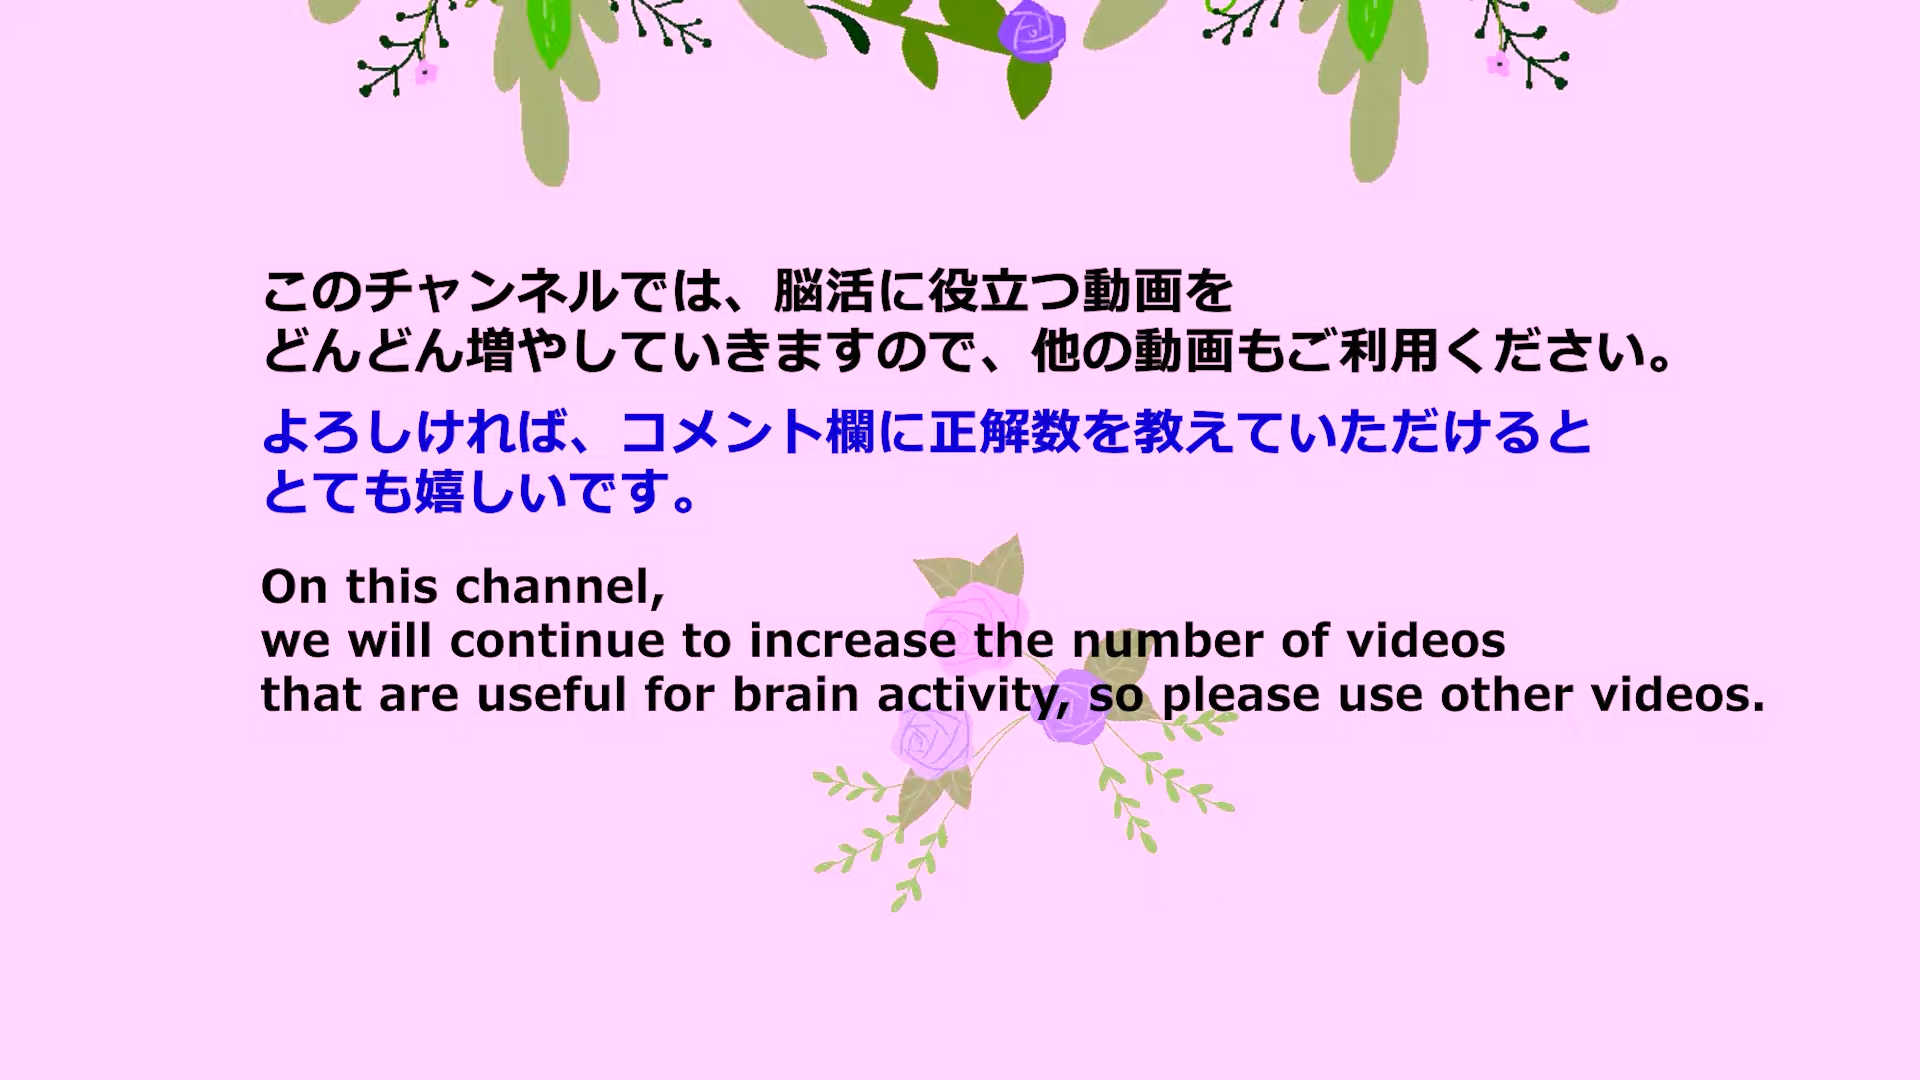 このチャンネルでは、脳活に役立つ動画を
どんどん増やしていきますので、他の動画もご利用ください。
よろしければ、コメント欄に正解数を教えていただけると
とても嬉しいです。
On this channel,
we will continue to increase the number of videos
that are useful for brain activity, so please use other videos.